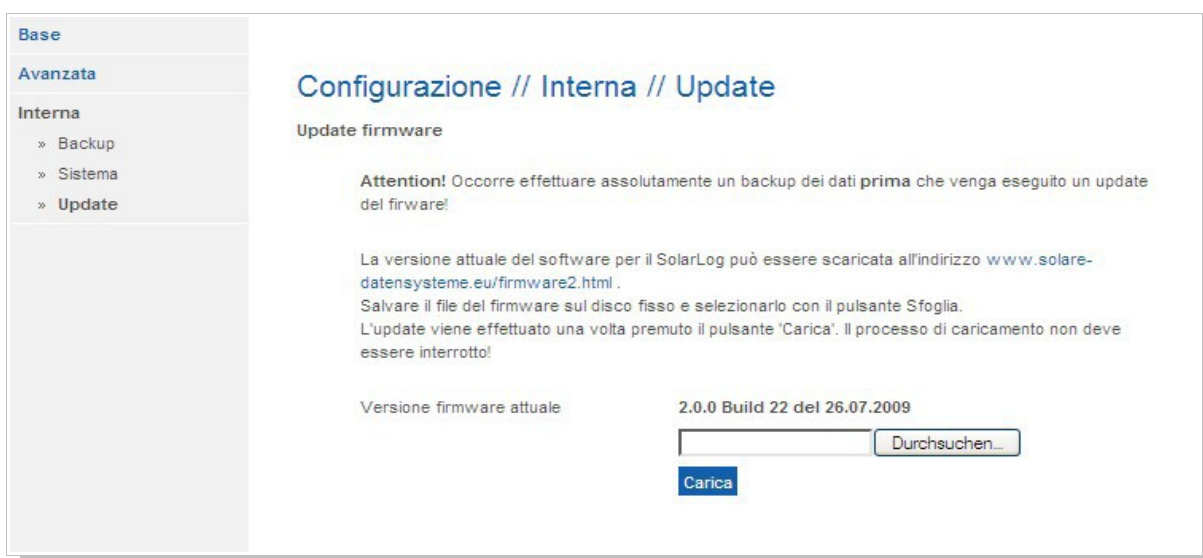 Base
Avanzata
Interna
» Backup
» Sistema
» Update
Configurazione // Interna // Update
Update firmware
Attention! Occorre effettuare assolutamente un backup dei dati prima che venga eseguito un update
del firware!
La versione attuale del software per il SolarLog può essere scaricata all'indirizzo www.solare-
datensysteme.eu/firmware2.html .
Salvare il file del firmware sul disco fisso e selezionarlo con il pulsante Sfoglia.
L'update viene effettuato una volta premuto il pulsante 'Carica'. Il processo di caricamento non deve
essere interrotto!
Versione firmware attuale
2.0.0 Build 22 del 26.07.2009
Durchsuchen...
Carica